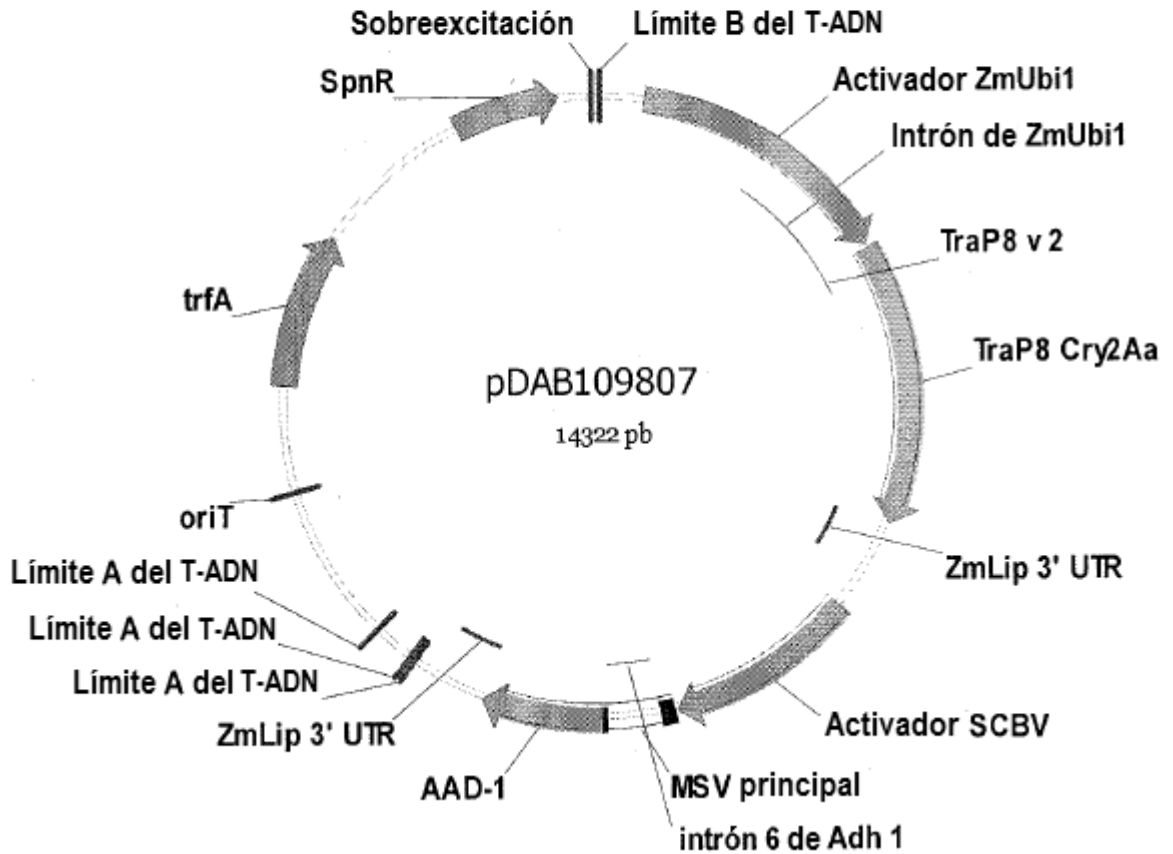 Sobreexcitación
Límite B del T-ADN
SpnR
Activador ZmUbi1
Intrón de ZmUbi1
TraP8 v 2
trfA
TraP8 Cry2Aa
pDAB109807
14322 pb
oriT
ZmLip 3' UTR
Límite A del T-ADN
Límite A del T-ADN
Límite A del T-ADN
ZmLip 3' UTR
Activador SCBV
AAD-1
MSV principal
intrón 6 de Adh 1